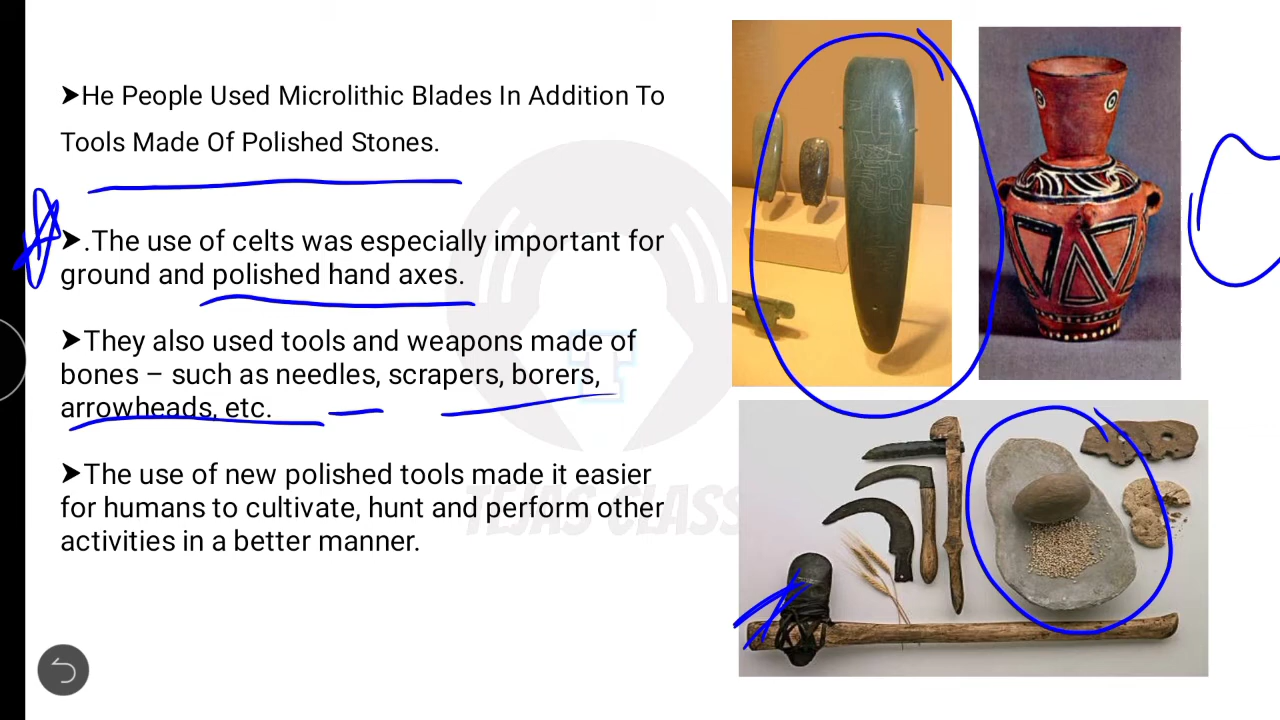 ➤He People Used Microlithic Blades In Addition To
Tools Made Of Polished Stones.
➤.The use of celts was especially important for
ground and polished hand axes.
➤They also used tools and weapons made of
bones – such as needles, scrapers, borers,
arrowheads, etc.
➤The use of new polished tools made it easier
for humans to cultivate, hunt and perform other
activities in a better manner.
T
TEJAS CLASS